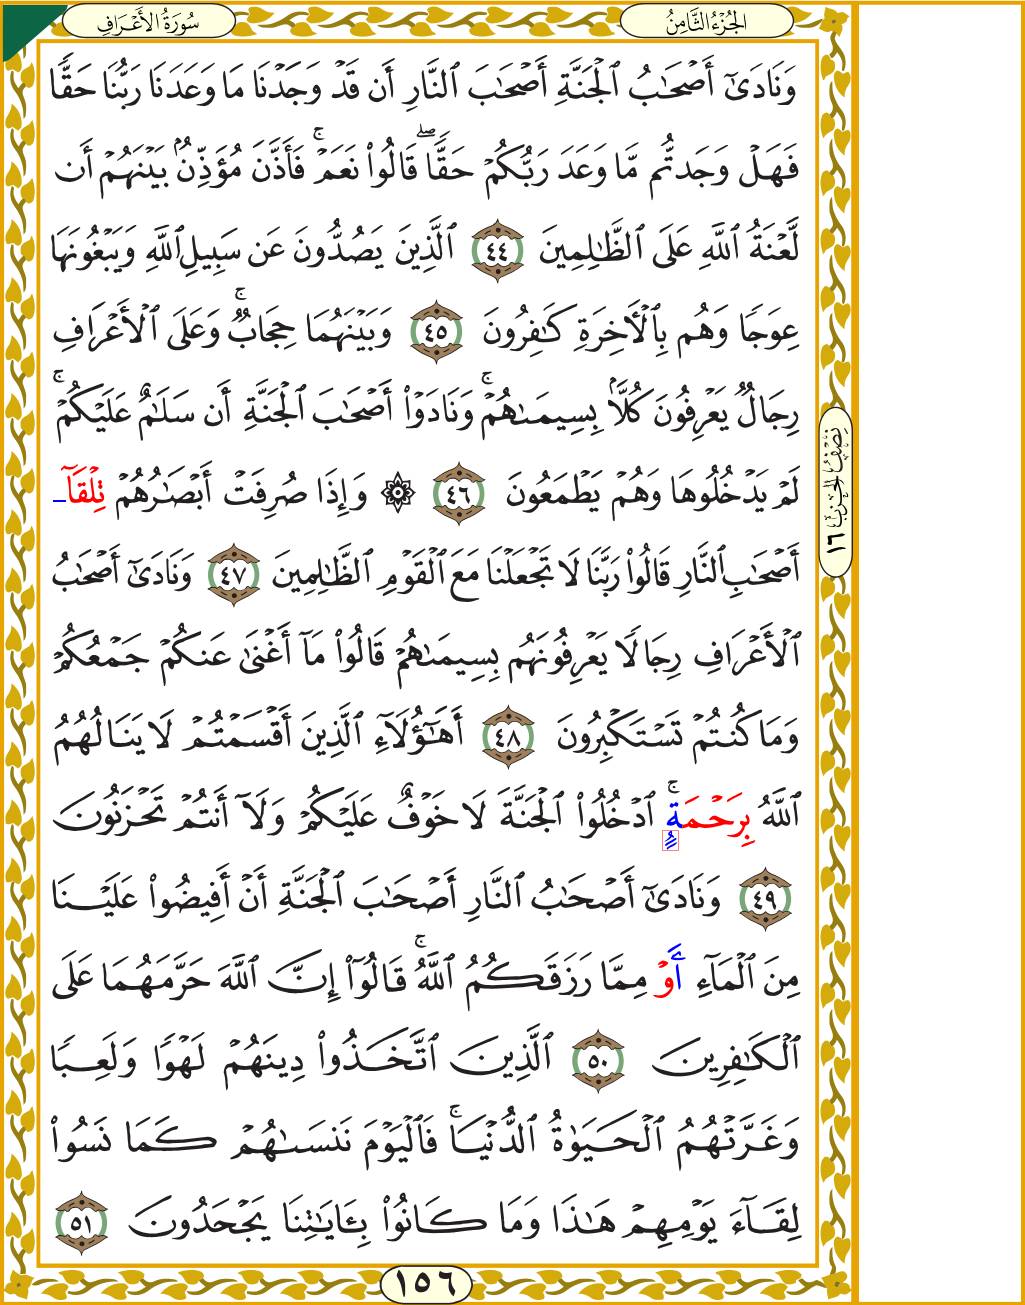 الجُزْءُ الثَّامِنُ
سُورَةُ الأَعْرَافِ
وَنَادَىٰٓ أَصْحَٰبُ ٱلْجَنَّةِ أَصْحَٰبَ ٱلنَّارِ أَن قَدْ وَجَدْنَا مَا وَعَدَنَا رَبُّنَا حَقًّا
فَهَلْ وَجَدتُّم مَّا وَعَدَ رَبُّكُمْ حَقًّاۖ قَالُوا۟ نَعَمْۚ فَأَذَّنَ مُؤَذِّنٌۢ بَيْنَهُمْ أَن
لَّعْنَةُ ٱللَّهِ عَلَى ٱلظَّٰلِمِينَ ٤٤ ٱلَّذِينَ يَصُدُّونَ عَن سَبِيلِ ٱللَّهِ وَيَبْغُونَهَا
عِوَجًا وَهُم بِٱلْأَخِرَةِ كَٰفِرُونَ ٤٥ وَبَيْنَهُمَا حِجَابٌۚ وَعَلَى ٱلْأَعْرَافِ
رِجَالٌ يَعْرِفُونَ كُلًّۢا بِسِيمَىٰهُمْۚ وَنَادَوْا۟ أَصْحَٰبَ ٱلْجَنَّةِ أَن سَلَٰمٌ عَلَيْكُمْۚ
لَمْ يَدْخُلُوهَا وَهُمْ يَطْمَعُونَ ٤٦ ۞ وَإِذَا صُرِفَتْ أَبْصَٰرُهُمْ تِلْقَآـ
أَصْحَٰبِ ٱلنَّارِ قَالُوا۟ رَبَّنَا لَا تَجْعَلْنَا مَعَ ٱلْقَوْمِ ٱلظَّٰلِمِينَ ٤٧ وَنَادَىٰٓ أَصْحَٰبُ
ٱلْأَعْرَافِ رِجَالًا يَعْرِفُونَهُم بِسِيمَىٰهُمْ قَالُوا۟ مَآ أَغْنَىٰ عَنكُمْ جَمْعُكُمْ
وَمَا كُنتُمْ تَسْتَكْبِرُونَ ٤٨ أَهَٰٓؤُلَآءِ ٱلَّذِينَ أَقْسَمْتُمْ لَا يَنَالُهُمُ
ٱللَّهُ بِرَحْمَةٍۚ ٱدْخُلُوا۟ ٱلْجَنَّةَ لَا خَوْفٌ عَلَيْكُمْ وَلَآ أَنتُمْ تَحْزَنُونَ
٤٩ وَنَادَىٰٓ أَصْحَٰبُ ٱلنَّارِ أَصْحَٰبَ ٱلْجَنَّةِ أَنْ أَفِيضُوا۟ عَلَيْنَا
مِنَ ٱلْمَآءِ أَوْ مِمَّا رَزَقَكُمُ ٱللَّهُۚ قَالُوٓا۟ إِنَّ ٱللَّهَ حَرَّمَهُمَا عَلَى
ٱلْكَٰفِرِينَ ٥٠ ٱلَّذِينَ ٱتَّخَذُوا۟ دِينَهُمْ لَهْوًا وَلَعِبًا
وَغَرَّتْهُمُ ٱلْحَيَوٰةُ ٱلدُّنْيَاۚ فَٱلْيَوْمَ نَنسَىٰهُمْ كَمَا نَسُوا۟
لِقَآءَ يَوْمِهِمْ هَٰذَا وَمَا كَانُوا۟ بِـَٔايَٰتِنَا يَجْحَدُونَ ٥١
نِصْفُ الحِزْبِ ١٦
١٥٦